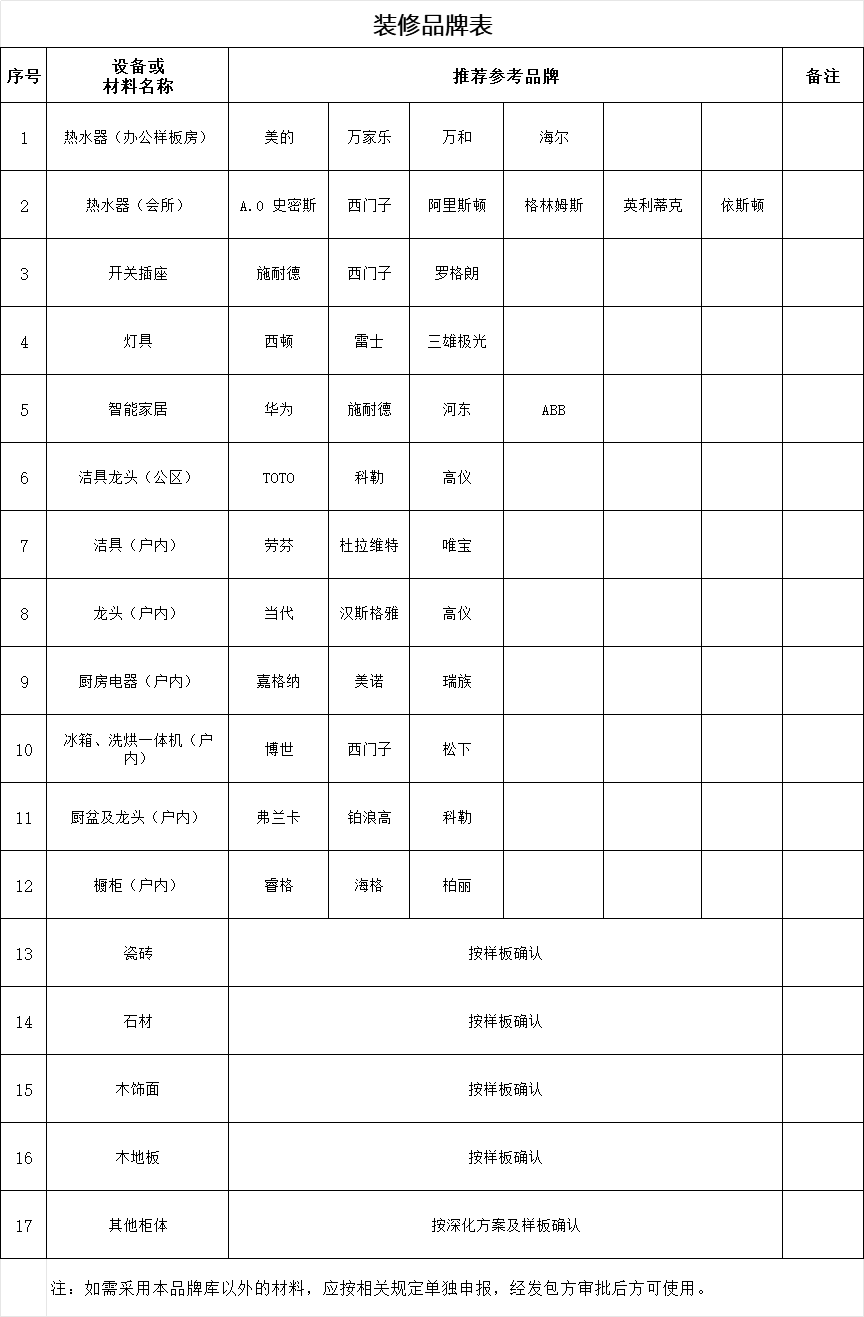 装修品牌表
序号 设备或 推荐参考品牌 备注
材料名称
1 热水器（办公样板房） 美的 万家乐 万和 海尔
2 热水器（会所） A.O 史密斯 西门子 阿里斯顿 格林姆斯 英利蒂克 依斯顿
3 开关插座 施耐德 西门子 罗格朗
4 灯具 西顿 雷士 三雄极光
5 智能家居 华为 施耐德 河东 ABB
6 洁具龙头（公区） TOTO 科勒 高仪
7 洁具（户内） 劳芬 杜拉维特 唯宝
8 龙头（户内） 当代 汉斯格雅 高仪
9 厨房电器（户内） 嘉格纳 美诺 瑞族
10 冰箱、洗烘一体机（户 博世 西门子 松下
内）
11 厨盆及龙头（户内） 弗兰卡 铂浪高 科勒
12 橱柜（户内） 睿格 海格 柏丽
13 瓷砖 按样板确认
14 石材 按样板确认
15 木饰面 按样板确认
16 木地板 按样板确认
17 其他柜体 按深化方案及样板确认
注：如需采用本品牌库以外的材料，应按相关规定单独申报，经发包方审批后方可使用。